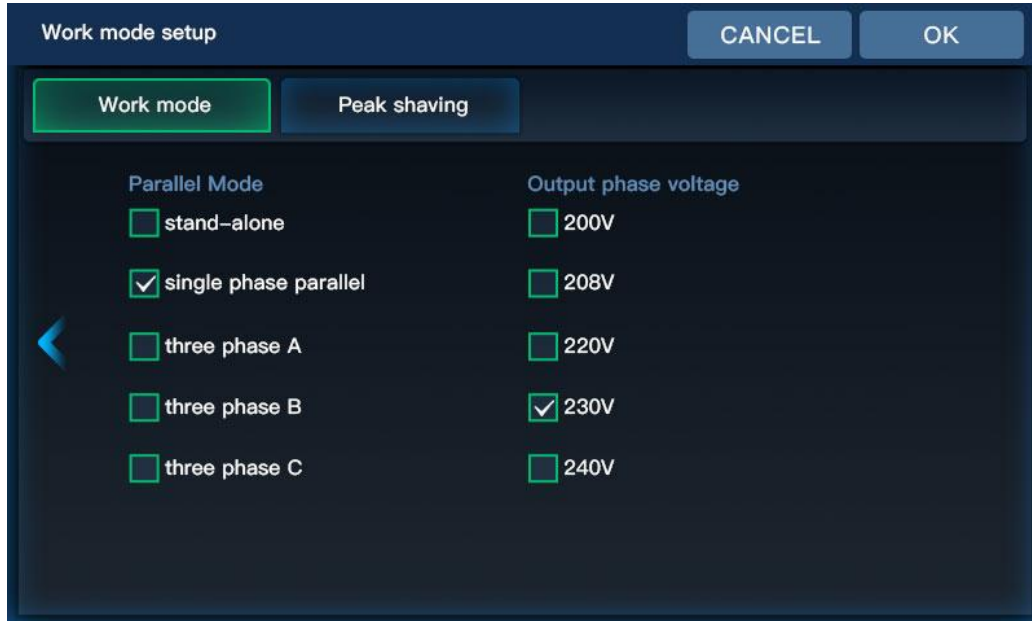 Work mode setup
CANCEL
OK
Work mode
Peak shaving
Parallel Mode
stand-alone
single phase parallel
three phase A
three phase B
three phase C
Output phase voltage
200V
208V
220V
230V
240V